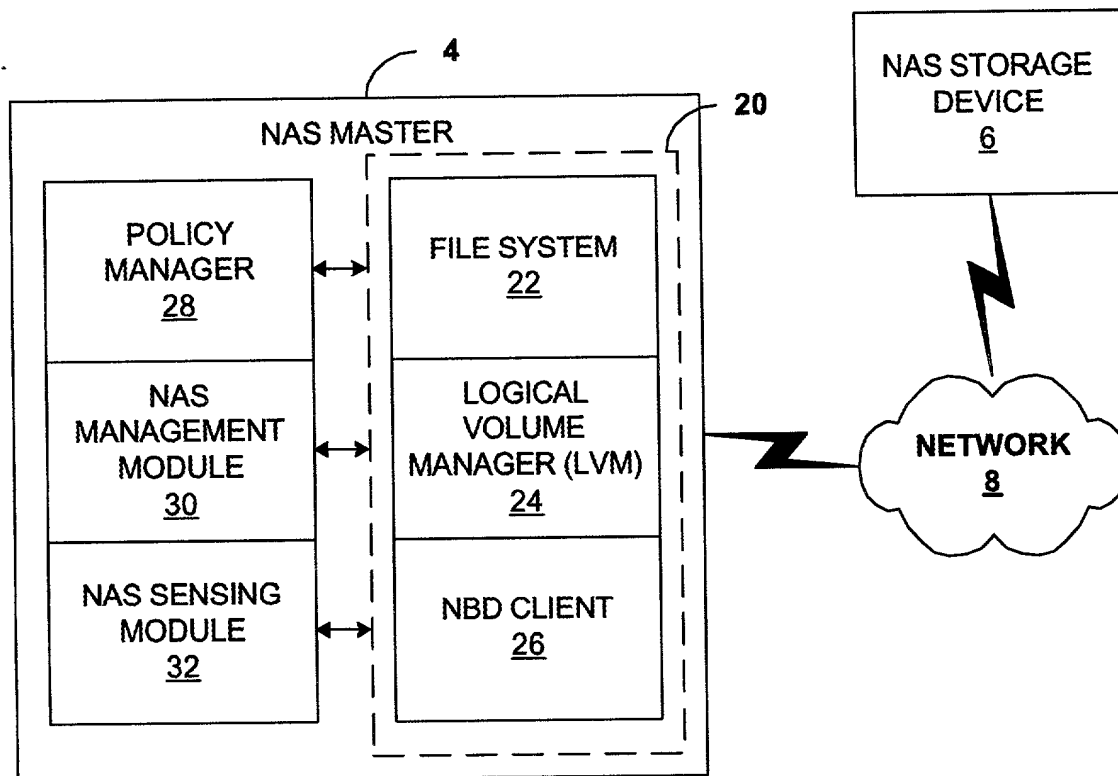 4
20
NAS MASTER
POLICY
MANAGER
28
NAS
MANAGEMENT
MODULE
30
NAS SENSING
MODULE
32
FILE SYSTEM
22
LOGICAL
VOLUME
MANAGER (LVM)
24
NBD CLIENT
26
NAS STORAGE
DEVICE
6
NETWORK
8